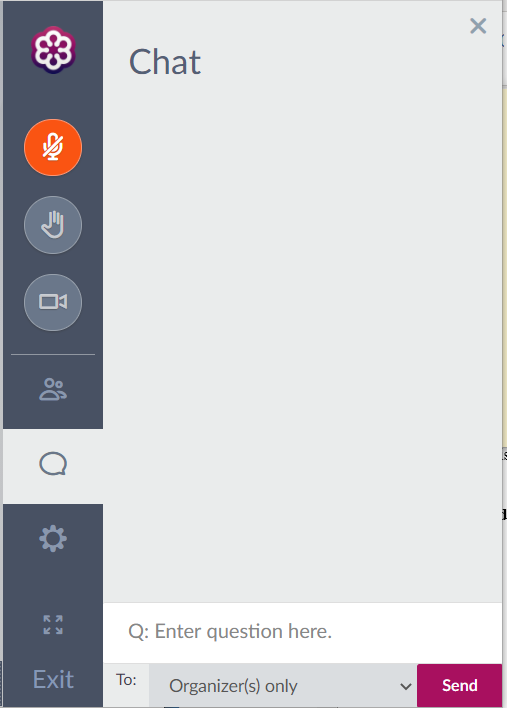 Chat
Q: Enter question here.
To: Organizer(s) only Send
Exit